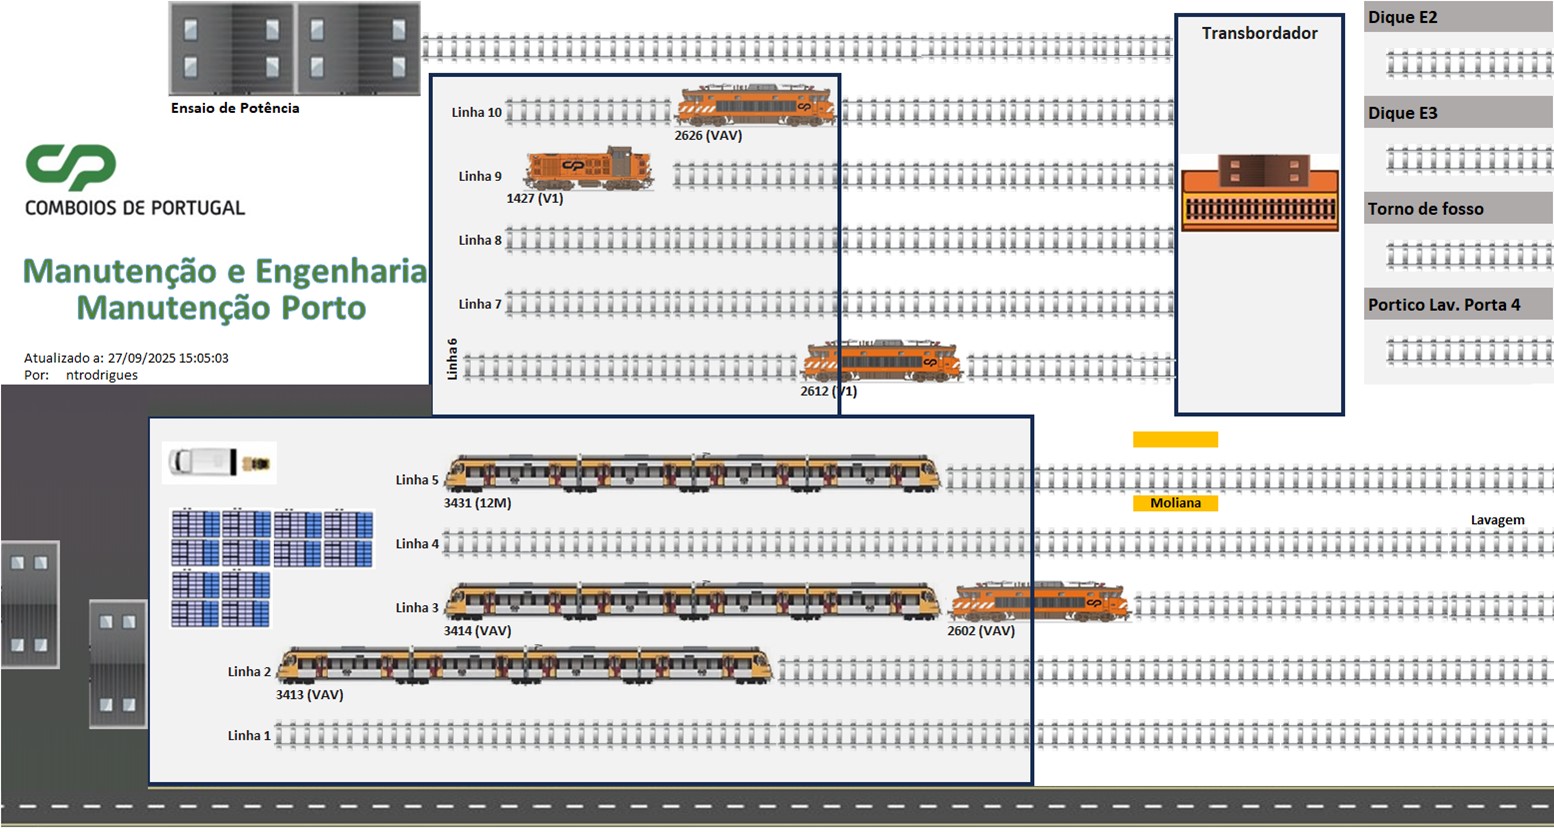 Ensaio de Potência
CP
COMBOIOS DE PORTUGAL
Manutenção e Engenharia
Manutenção Porto
Atualizado a: 27/09/2025 15:05:03
Por: ntrodrigues
Linha 10
2626 (VAV)
Linha 9
1427 (V1)
Linha 8
Linha 7
Linha 6
2612 (V1)
Transbordador
Dique E2
Dique E3
Torno de fosso
Portico Lav. Porta 4
Linha 5
3431 (12M)
Moliana
Lavagem
Linha 4
Linha 3
3414 (VAV)
2602 (VAV)
Linha 2
3413 (VAV)
Linha 1